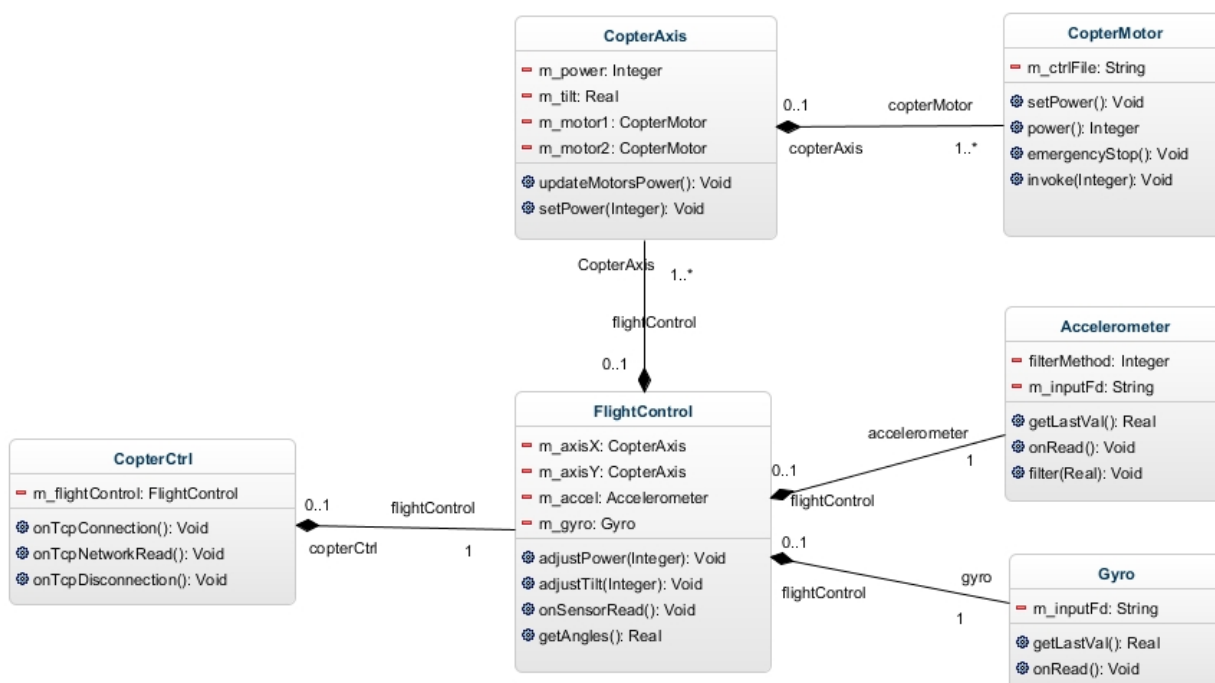 CopterAxis
m_power: Integer
m_tilt: Real
m_motor1: CopterMotor
m_motor2: CopterMotor
updateMotorsPower(): Void
setPower(Integer): Void
CopterMotor
m_ctrlFile: String
setPower(): Void
power(): Integer
emergencyStop(): Void
invoke(Integer): Void
0..1
copterMotor
copterAxis
1..*
CopterAxis
1..*
flightControl
0..1
Accelerometer
filterMethod: Integer
m_inputFd: String
getLastVal(): Real
onRead(): Void
filter(Real): Void
FlightControl
m_axisX: CopterAxis
m_axisY: CopterAxis
m_accel: Accelerometer
m_gyro: Gyro
adjustPower(Integer): Void
adjustTilt(Integer): Void
onSensorRead(): Void
getAngles(): Real
accelerometer
1
0..1
flightControl
CopterCtrl
m_flightControl: FlightControl
onTcpConnection(): Void
onTcpNetworkRead(): Void
onTcpDisconnection(): Void
0..1
flightControl
copterCtrl
1
0..1
flightControl
gyro
1
Gyro
m_inputFd: String
getLastVal(): Real
onRead(): Void